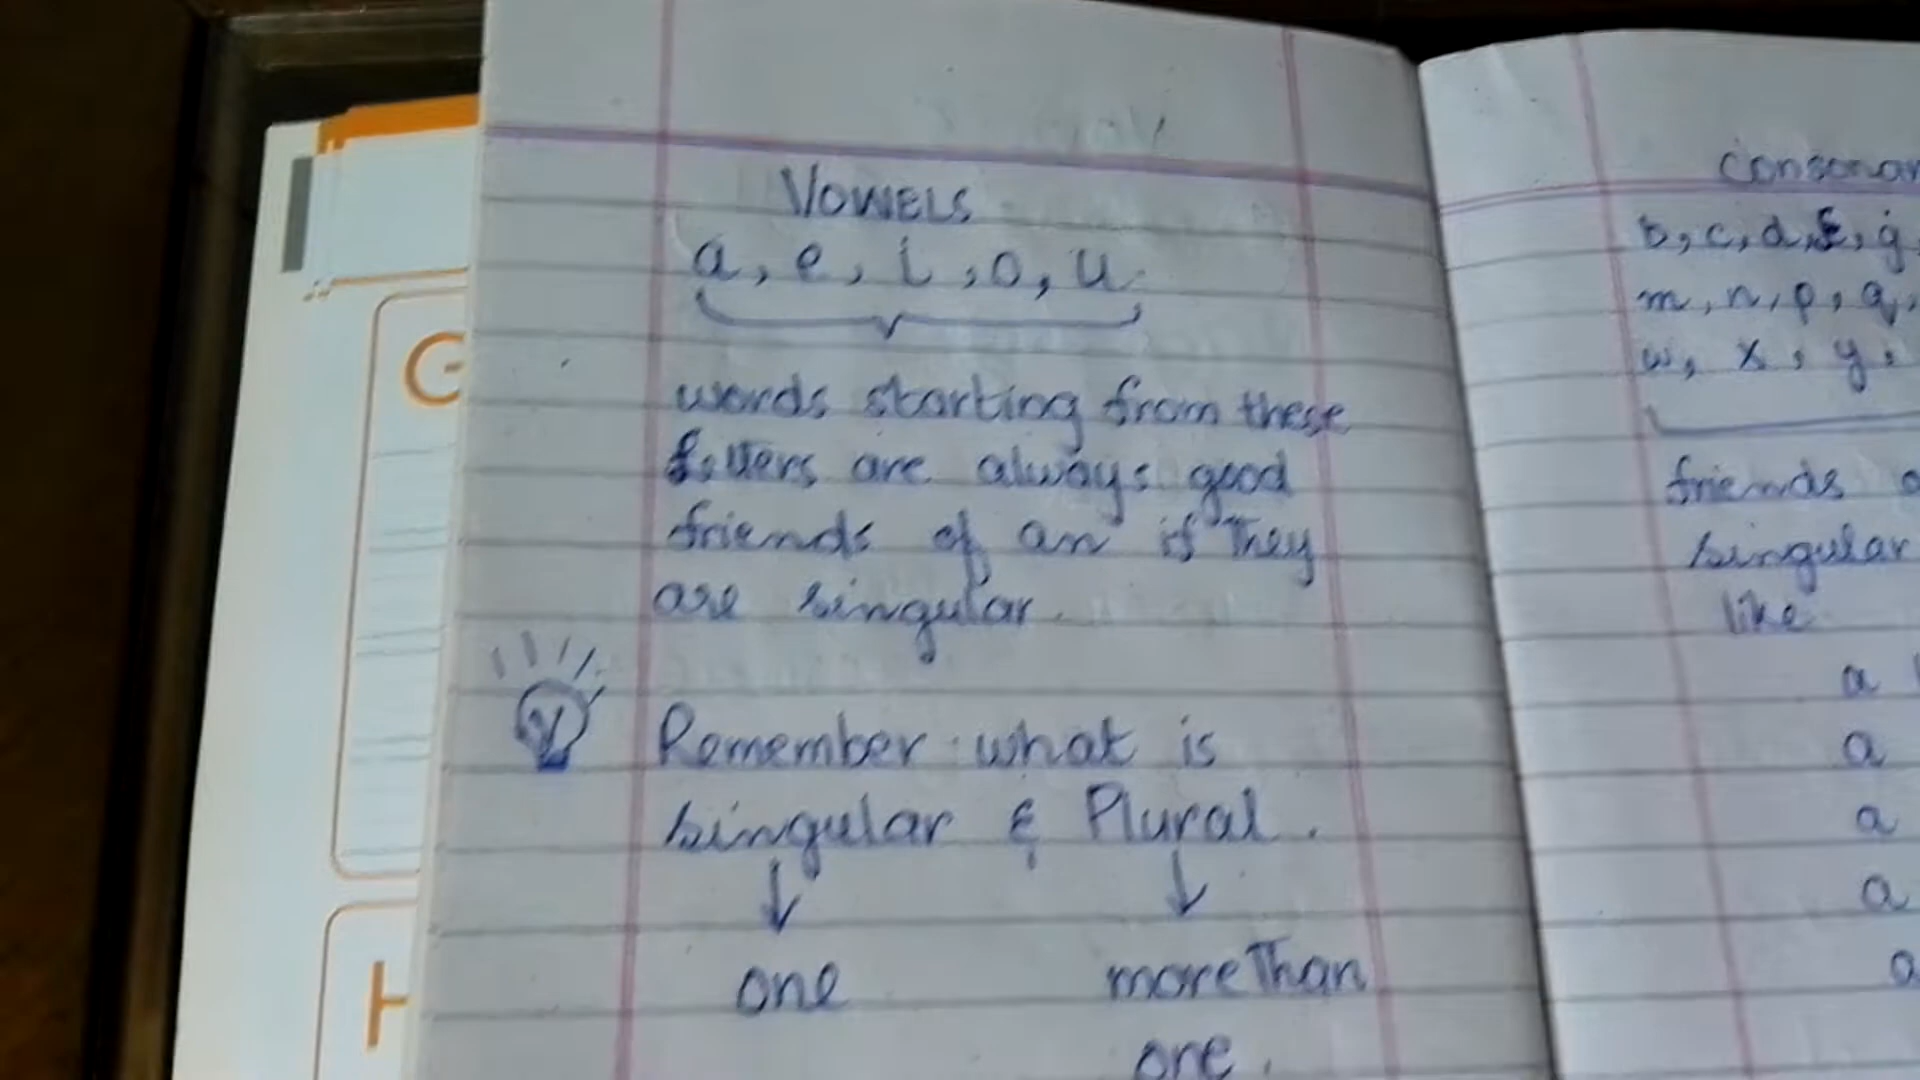 VOWELS
a, e, i, o, u
words starting from these
letters are always good
friends of an if they
are singular.
Remember what is
singular & Plural.
one more Than
one.
b, c, d, f, g,
m, n, p, q,
w, x, y,
friends
singular
like
a
a
a
a
a
G
H